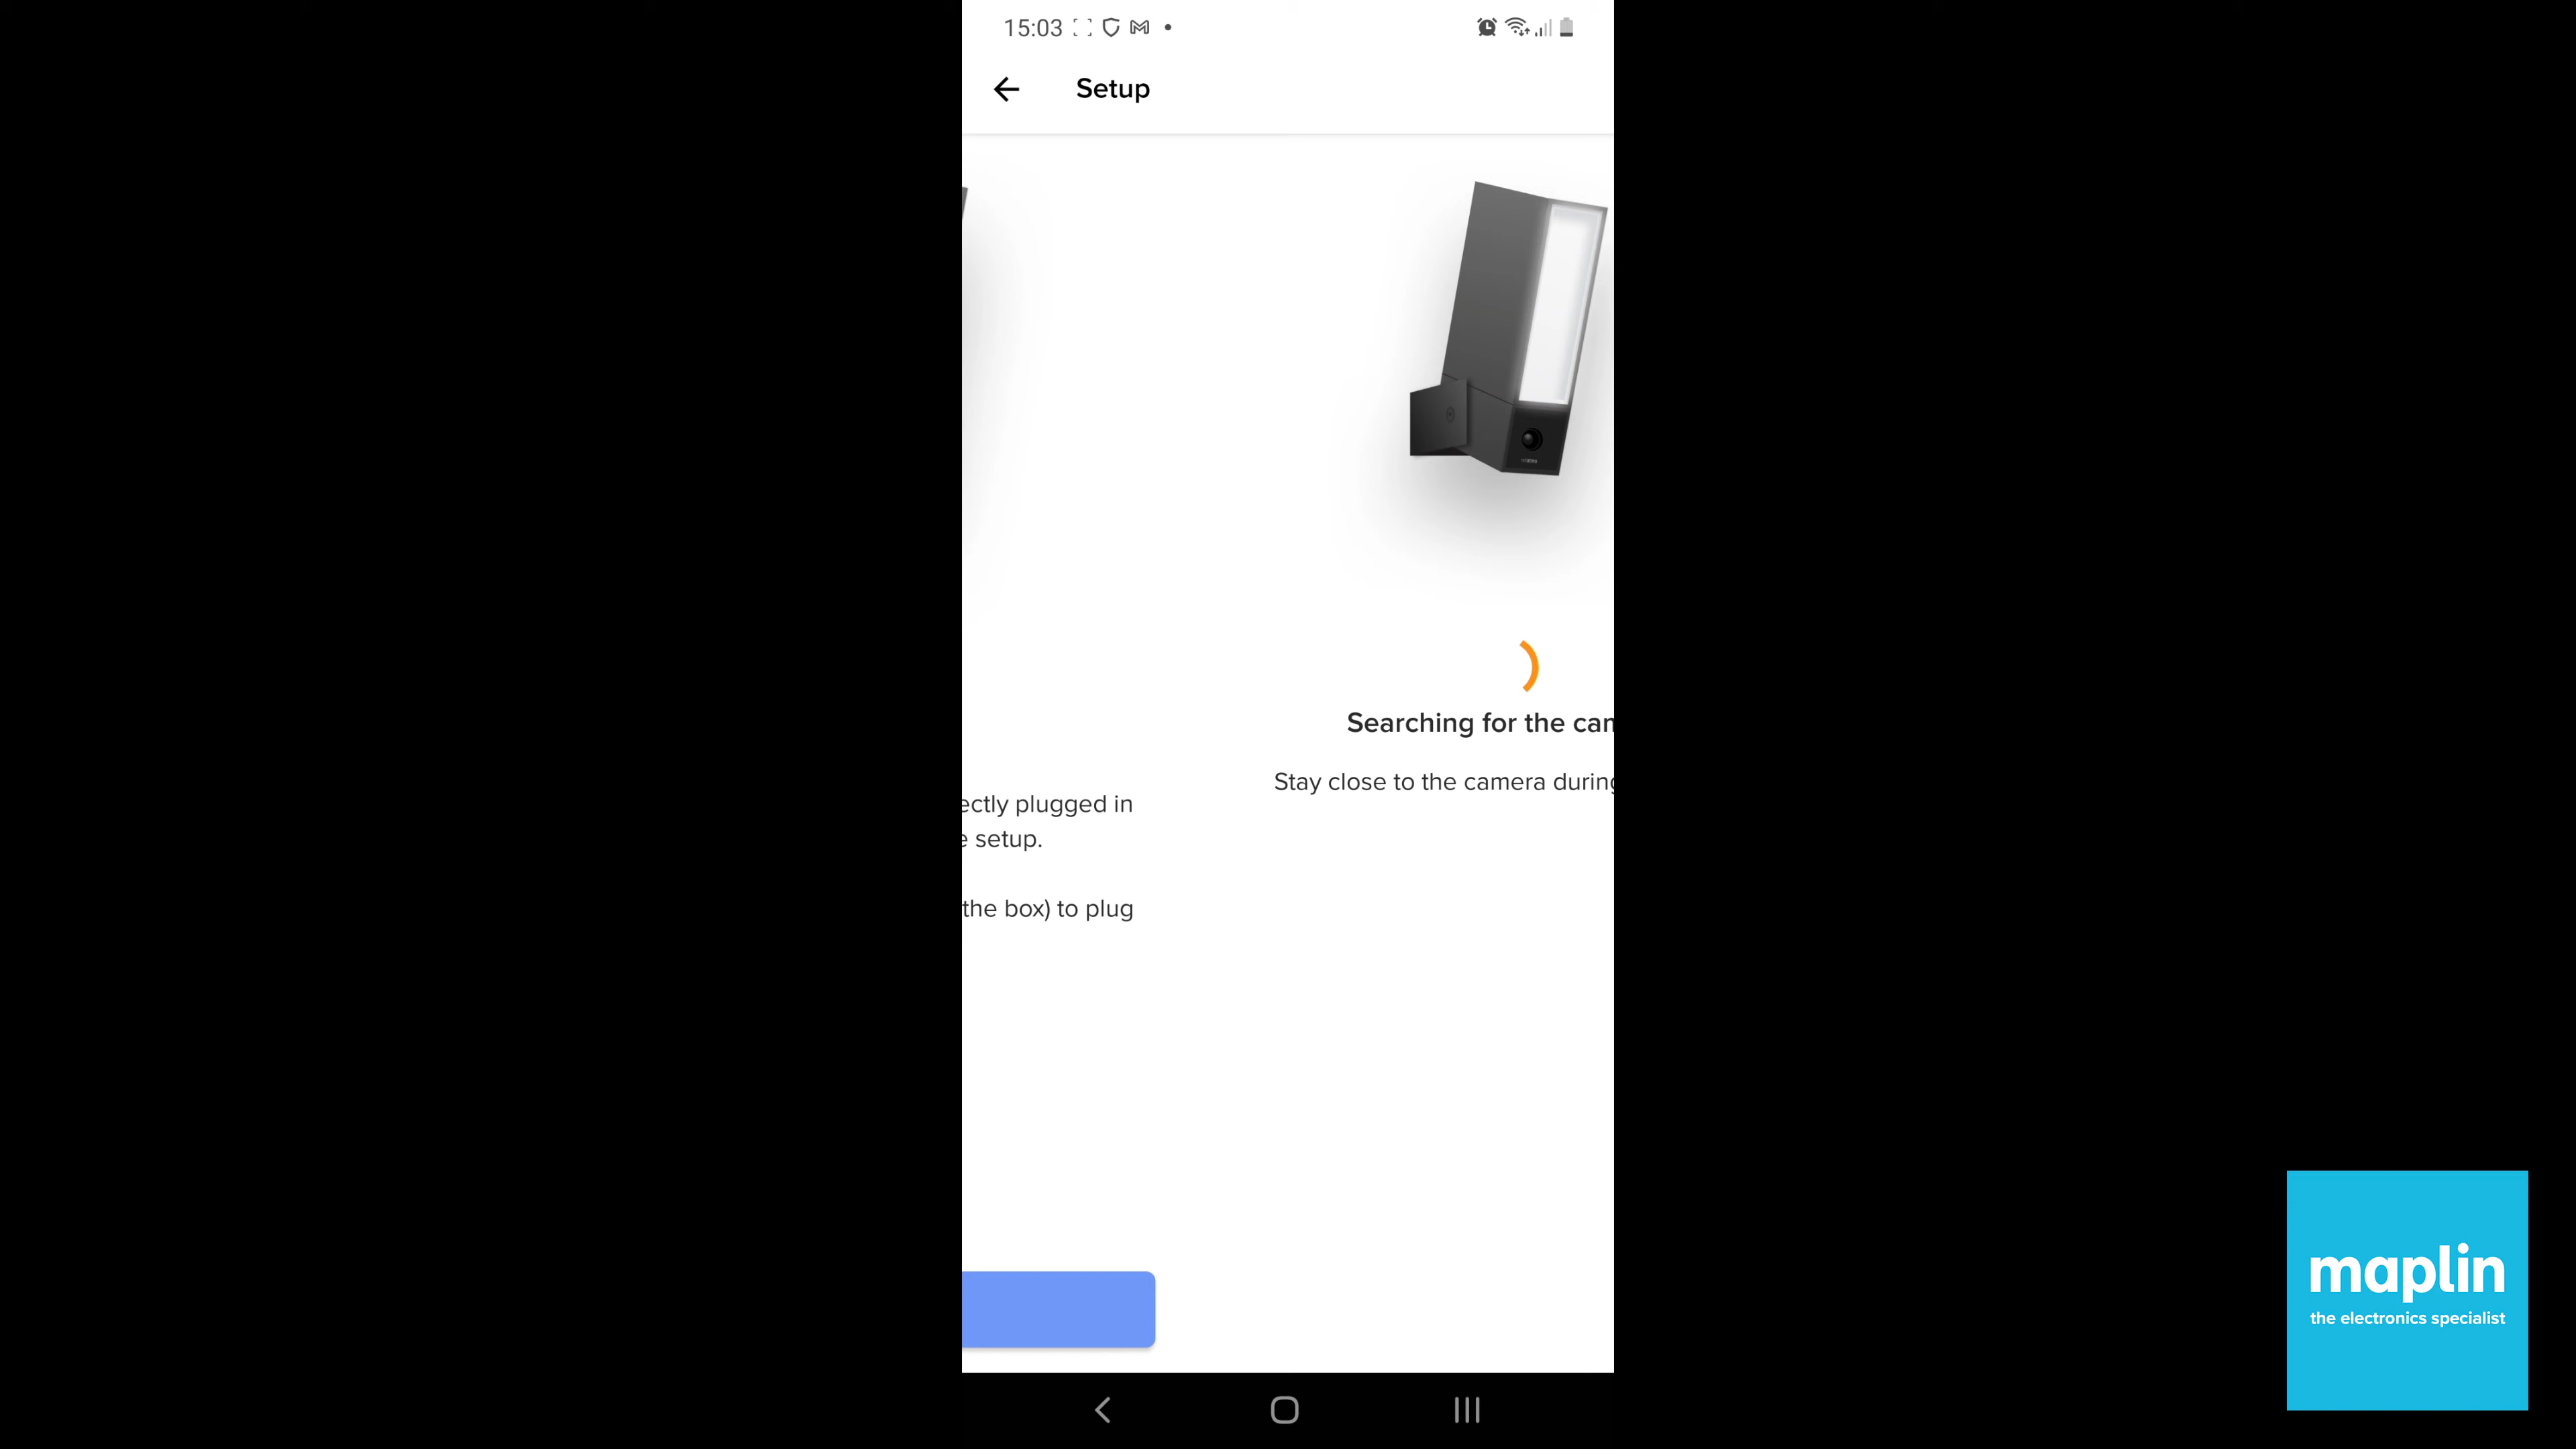 15:03
Setup
Searching for the cam
Stay close to the camera during
ectly plugged in
e setup.
the box) to plug
maplin
the electronics specialist